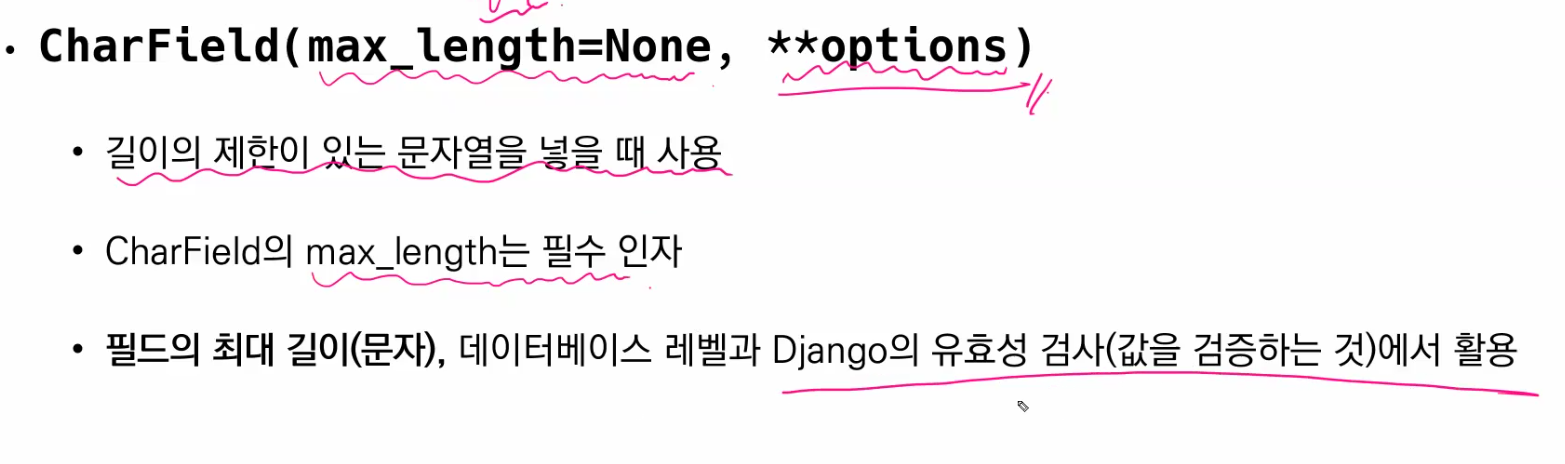 • CharField(max_length=None, **options)
• 길이의 제한이 있는 문자열을 넣을 때 사용
• CharField의 max_length는 필수 인자
• 필드의 최대 길이(문자), 데이터베이스 레벨과 Django의 유효성 검사(값을 검증하는 것)에서 활용